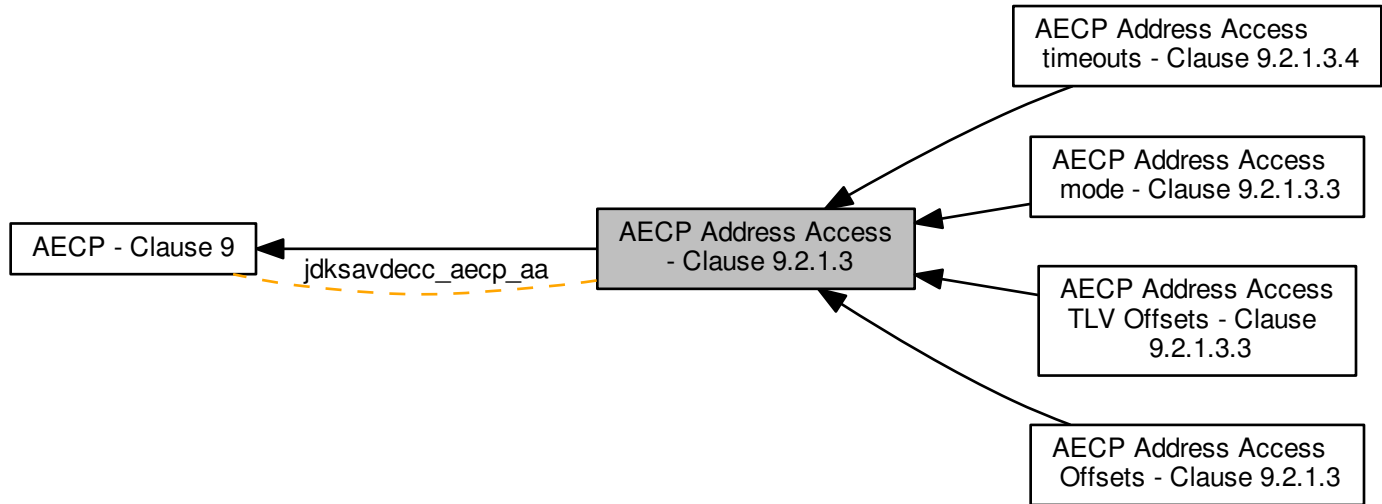 AECP Address Access
timeouts - Clause 9.2.1.3.4
AECP Address Access
mode - Clause 9.2.1.3.3
AECP - Clause 9
jdksavdecc_aecp_aa
AECP Address Access
- Clause 9.2.1.3
AECP Address Access
TLV Offsets - Clause
9.2.1.3.3
AECP Address Access
Offsets - Clause 9.2.1.3